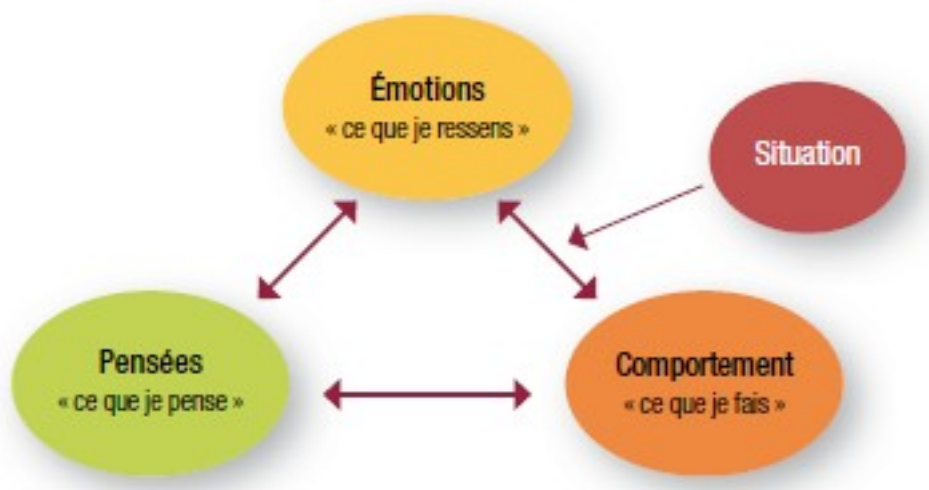 Émotions
« ce que je ressens »
Situation
Pensées
« ce que je pense »
Comportement
« ce que je fais »